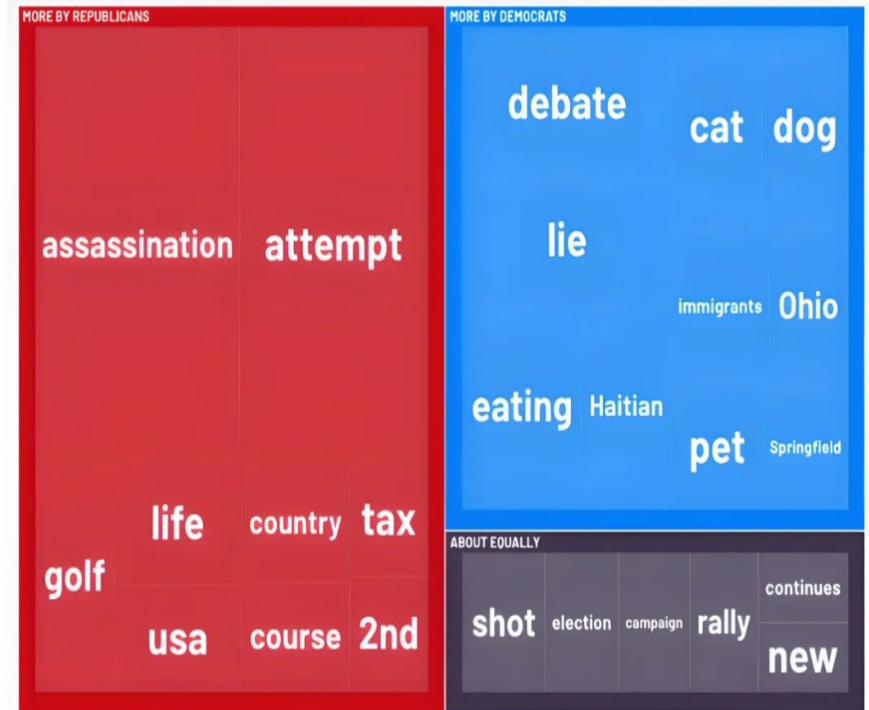 MORE BY REPUBLICANS
assassination attempt
life country tax
golf
usa course 2nd
MORE BY DEMOCRATS
debate cat dog
lie
immigrants Ohio
eating Haitian
pet Springfield
ABOUT EQUALLY
shot election campaign rally continues
new